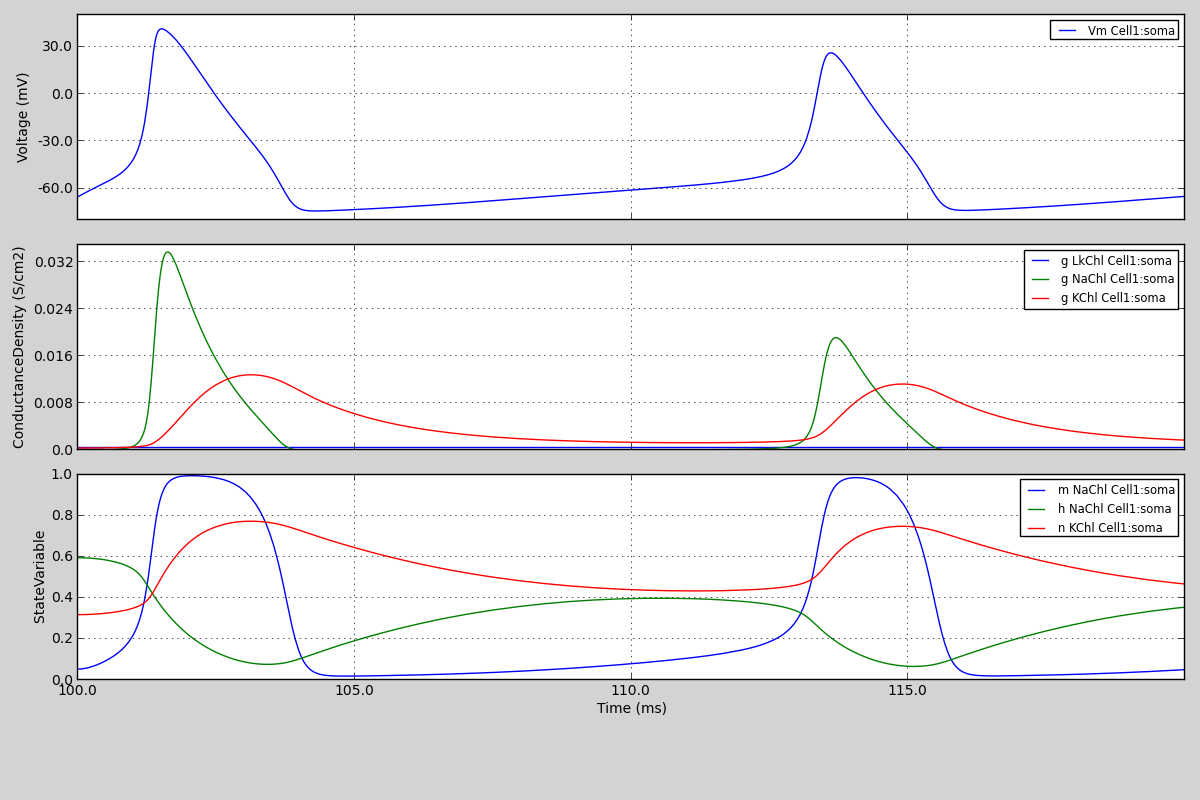 Voltage (mV)
30.0
0.0
-30.0
-60.0
Vm Cell1:soma
ConductanceDensity (S/cm2)
0.032
0.024
0.016
0.008
0.0
g LkChl Cell1:soma
g NaChl Cell1:soma
g KChl Cell1:soma
StateVariable
1.0
0.8
0.6
0.4
0.2
0.0
m NaChl Cell1:soma
h NaChl Cell1:soma
n KChl Cell1:soma
100.0 105.0 110.0 115.0
Time (ms)